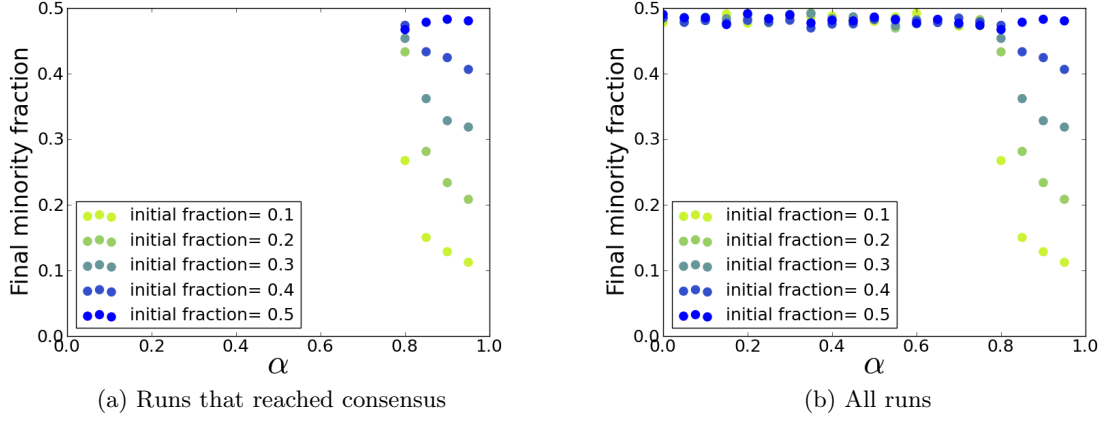 Final minority fraction
0.5
0.4
0.3
0.2
0.1
0.0
initial fraction= 0.1
initial fraction= 0.2
initial fraction= 0.3
initial fraction= 0.4
initial fraction= 0.5
0.0 0.2 0.4 0.6 0.8 1.0
α
(a) Runs that reached consensus
Final minority fraction
0.5
0.4
0.3
0.2
0.1
0.0
initial fraction= 0.1
initial fraction= 0.2
initial fraction= 0.3
initial fraction= 0.4
initial fraction= 0.5
0.0 0.2 0.4 0.6 0.8 1.0
α
(b) All runs